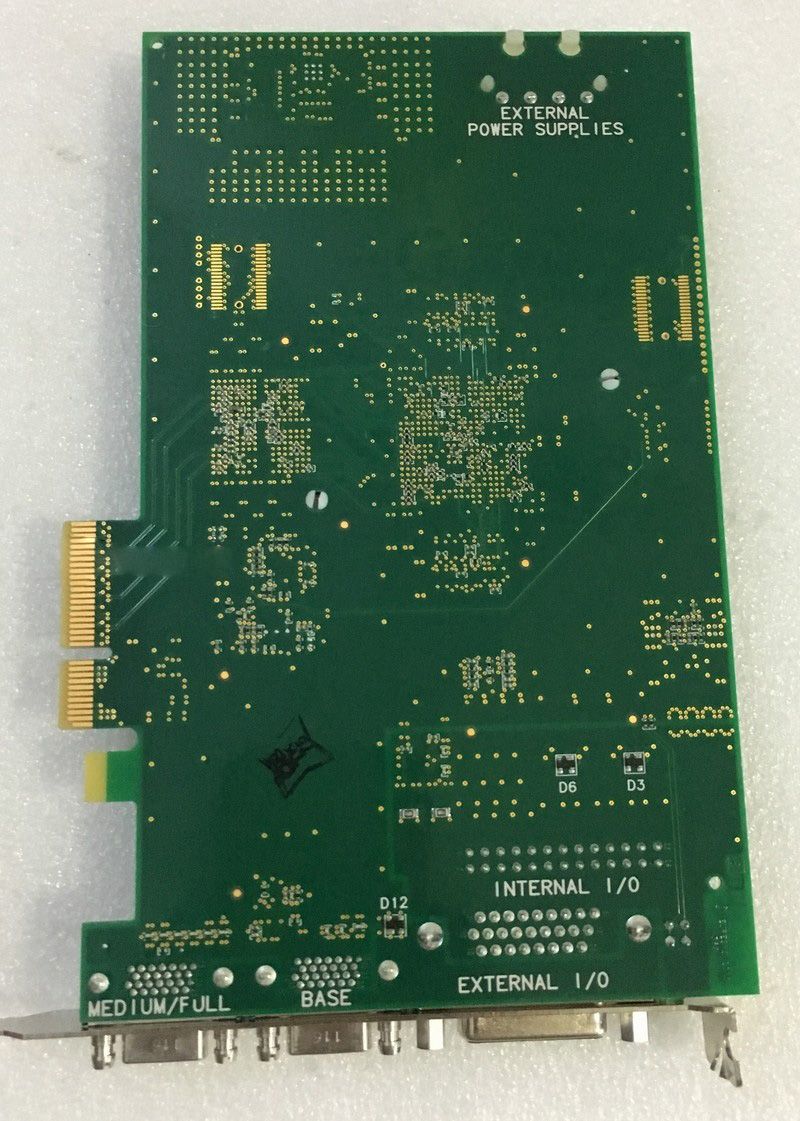 EXTERNAL
POWER SUPPLIES
D6
D3
INTERNAL I/O
D12
EXTERNAL I/O
MEDIUM/FULL
BASE